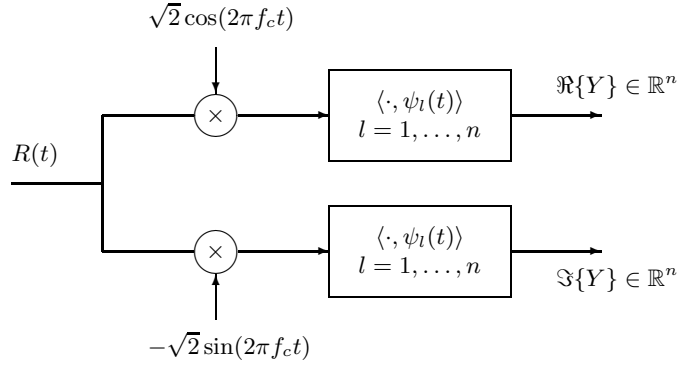 √2 cos(2πf_c t)
×
⟨·, ψ_l(t)⟩
l = 1, . . . , n
ℜ{Y} ∈ ℝ^n
R(t)
×
⟨·, ψ_l(t)⟩
l = 1, . . . , n
ℑ{Y} ∈ ℝ^n
−√2 sin(2πf_c t)